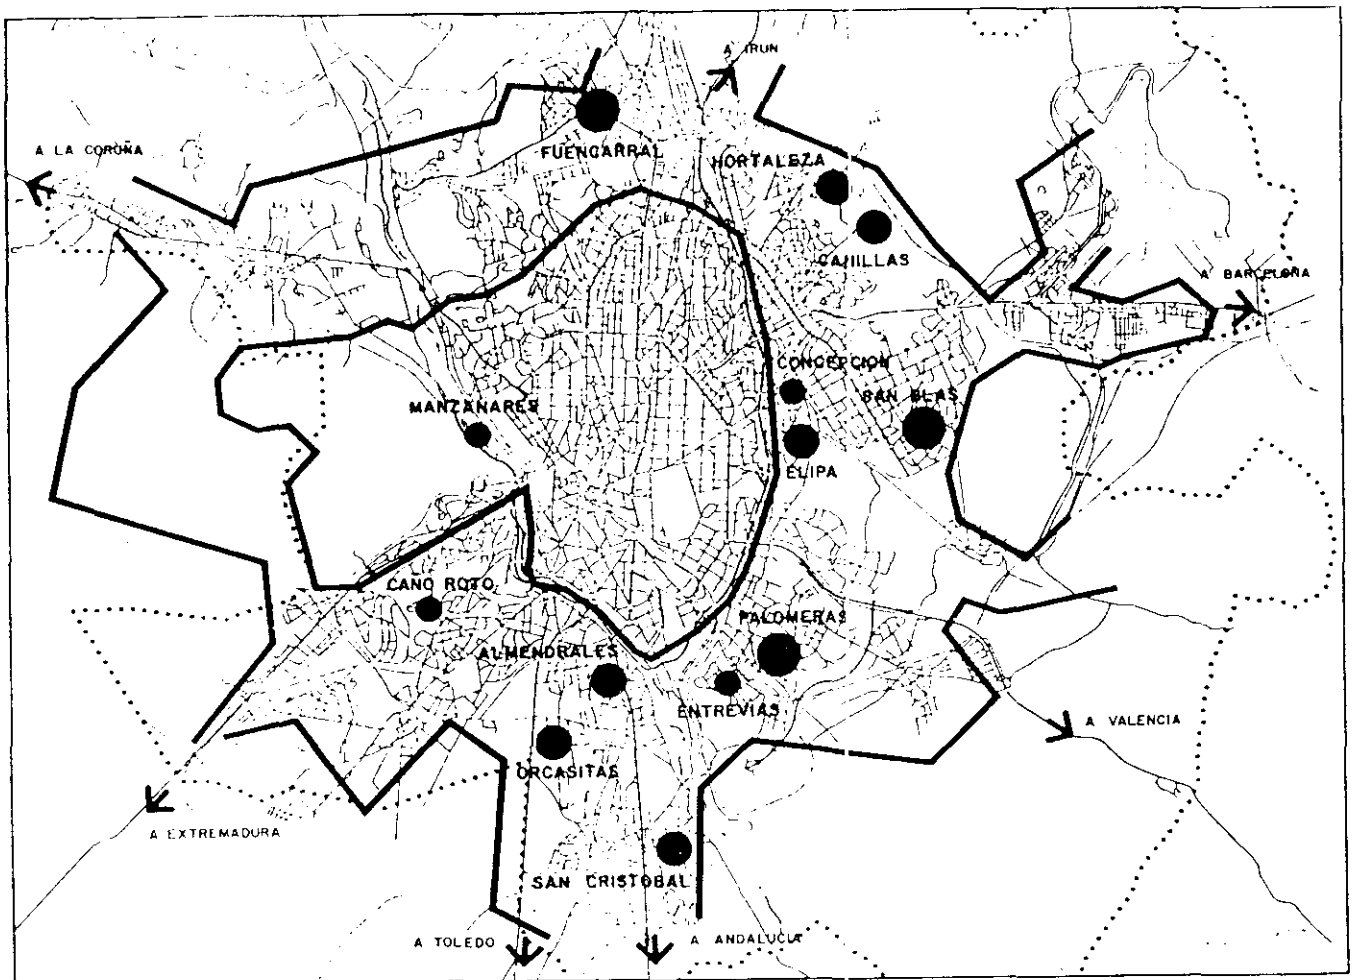 A IRUN
A LA CORUÑA
FUENCARRAL
HORTALEZA
CANILLAS
A BARCELONA
CONCEPCION
SAN BLAS
MANZANARES
ELIPA
CAÑO ROTO
PALOMERAS
ALMENDRALES
ENTREVIAS
A VALENCIA
ORCASITAS
A EXTREMADURA
SAN CRISTOBAL
A TOLEDO
A ANDALUCIA